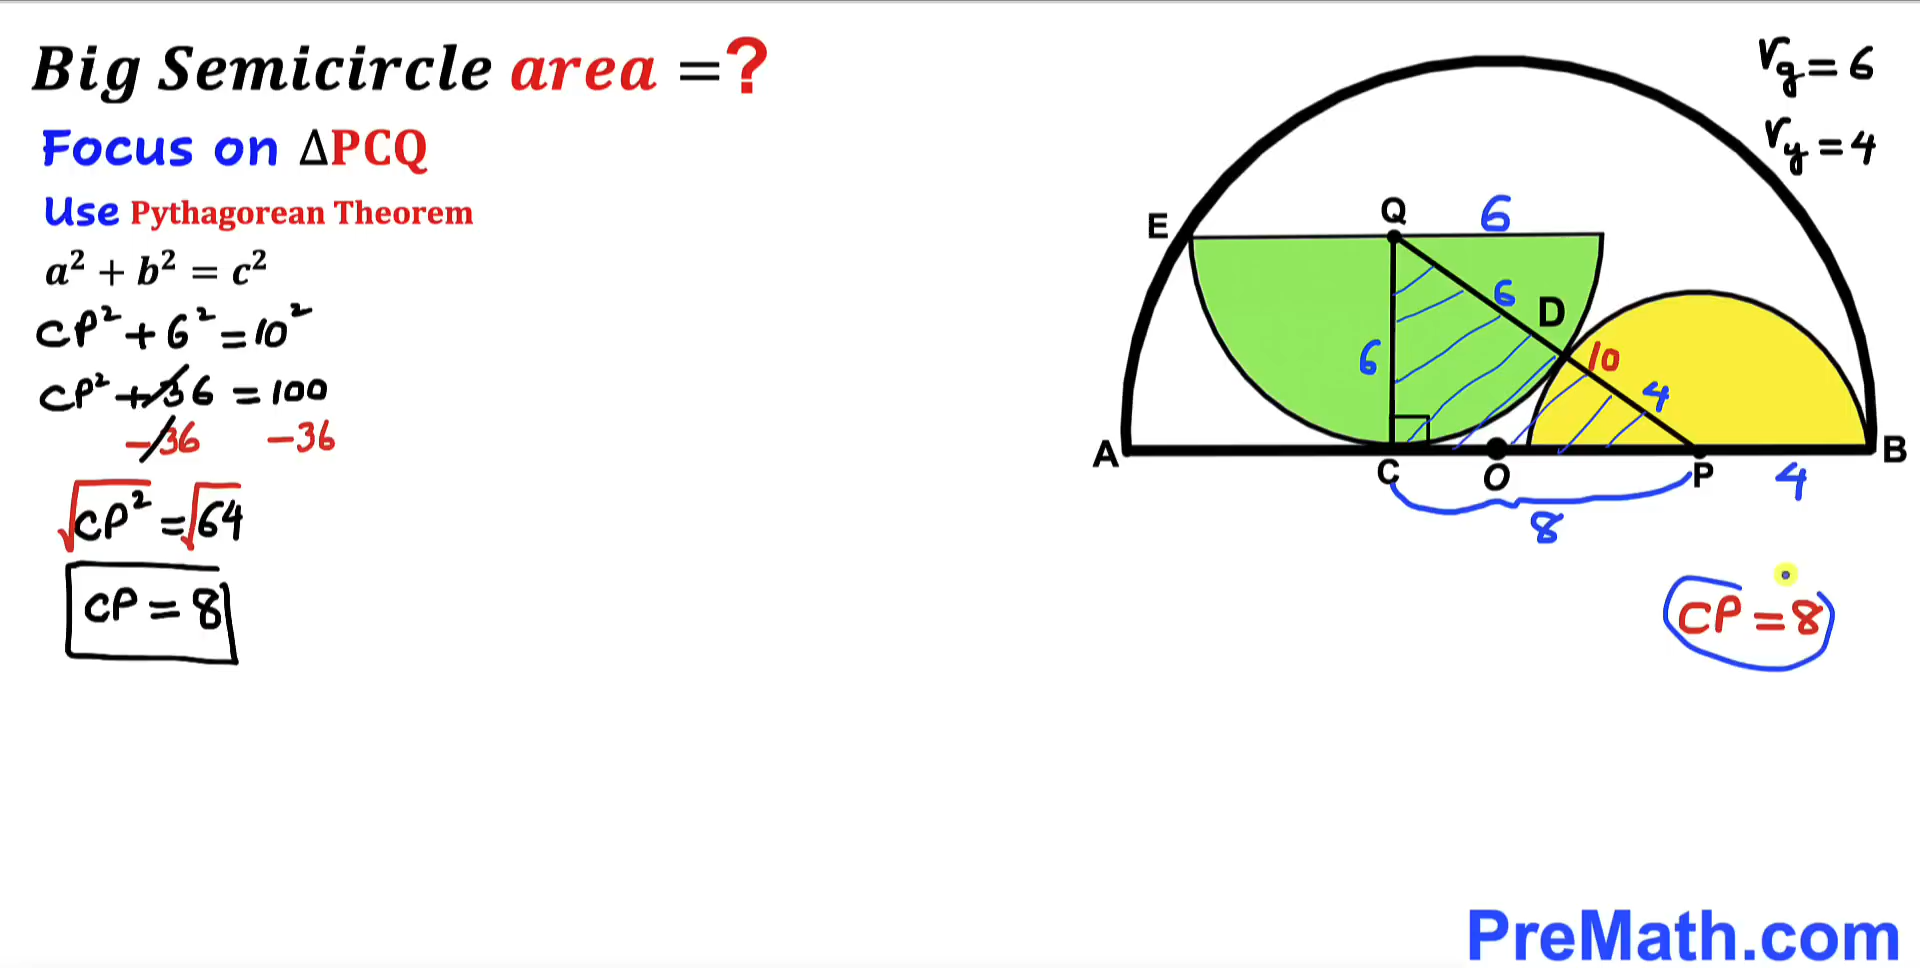 Big Semicircle area =?
Focus on ΔPCQ
Use Pythagorean Theorem
a² + b² = c²
CP² + 6² = 10²
CP² + 36 = 100
-36 -36
√CP² = √64
CP = 8
r_g = 6
r_y = 4
Q 6
E
6 D
6 10
4
A B
C O P 4
8
CP = 8
PreMath.com